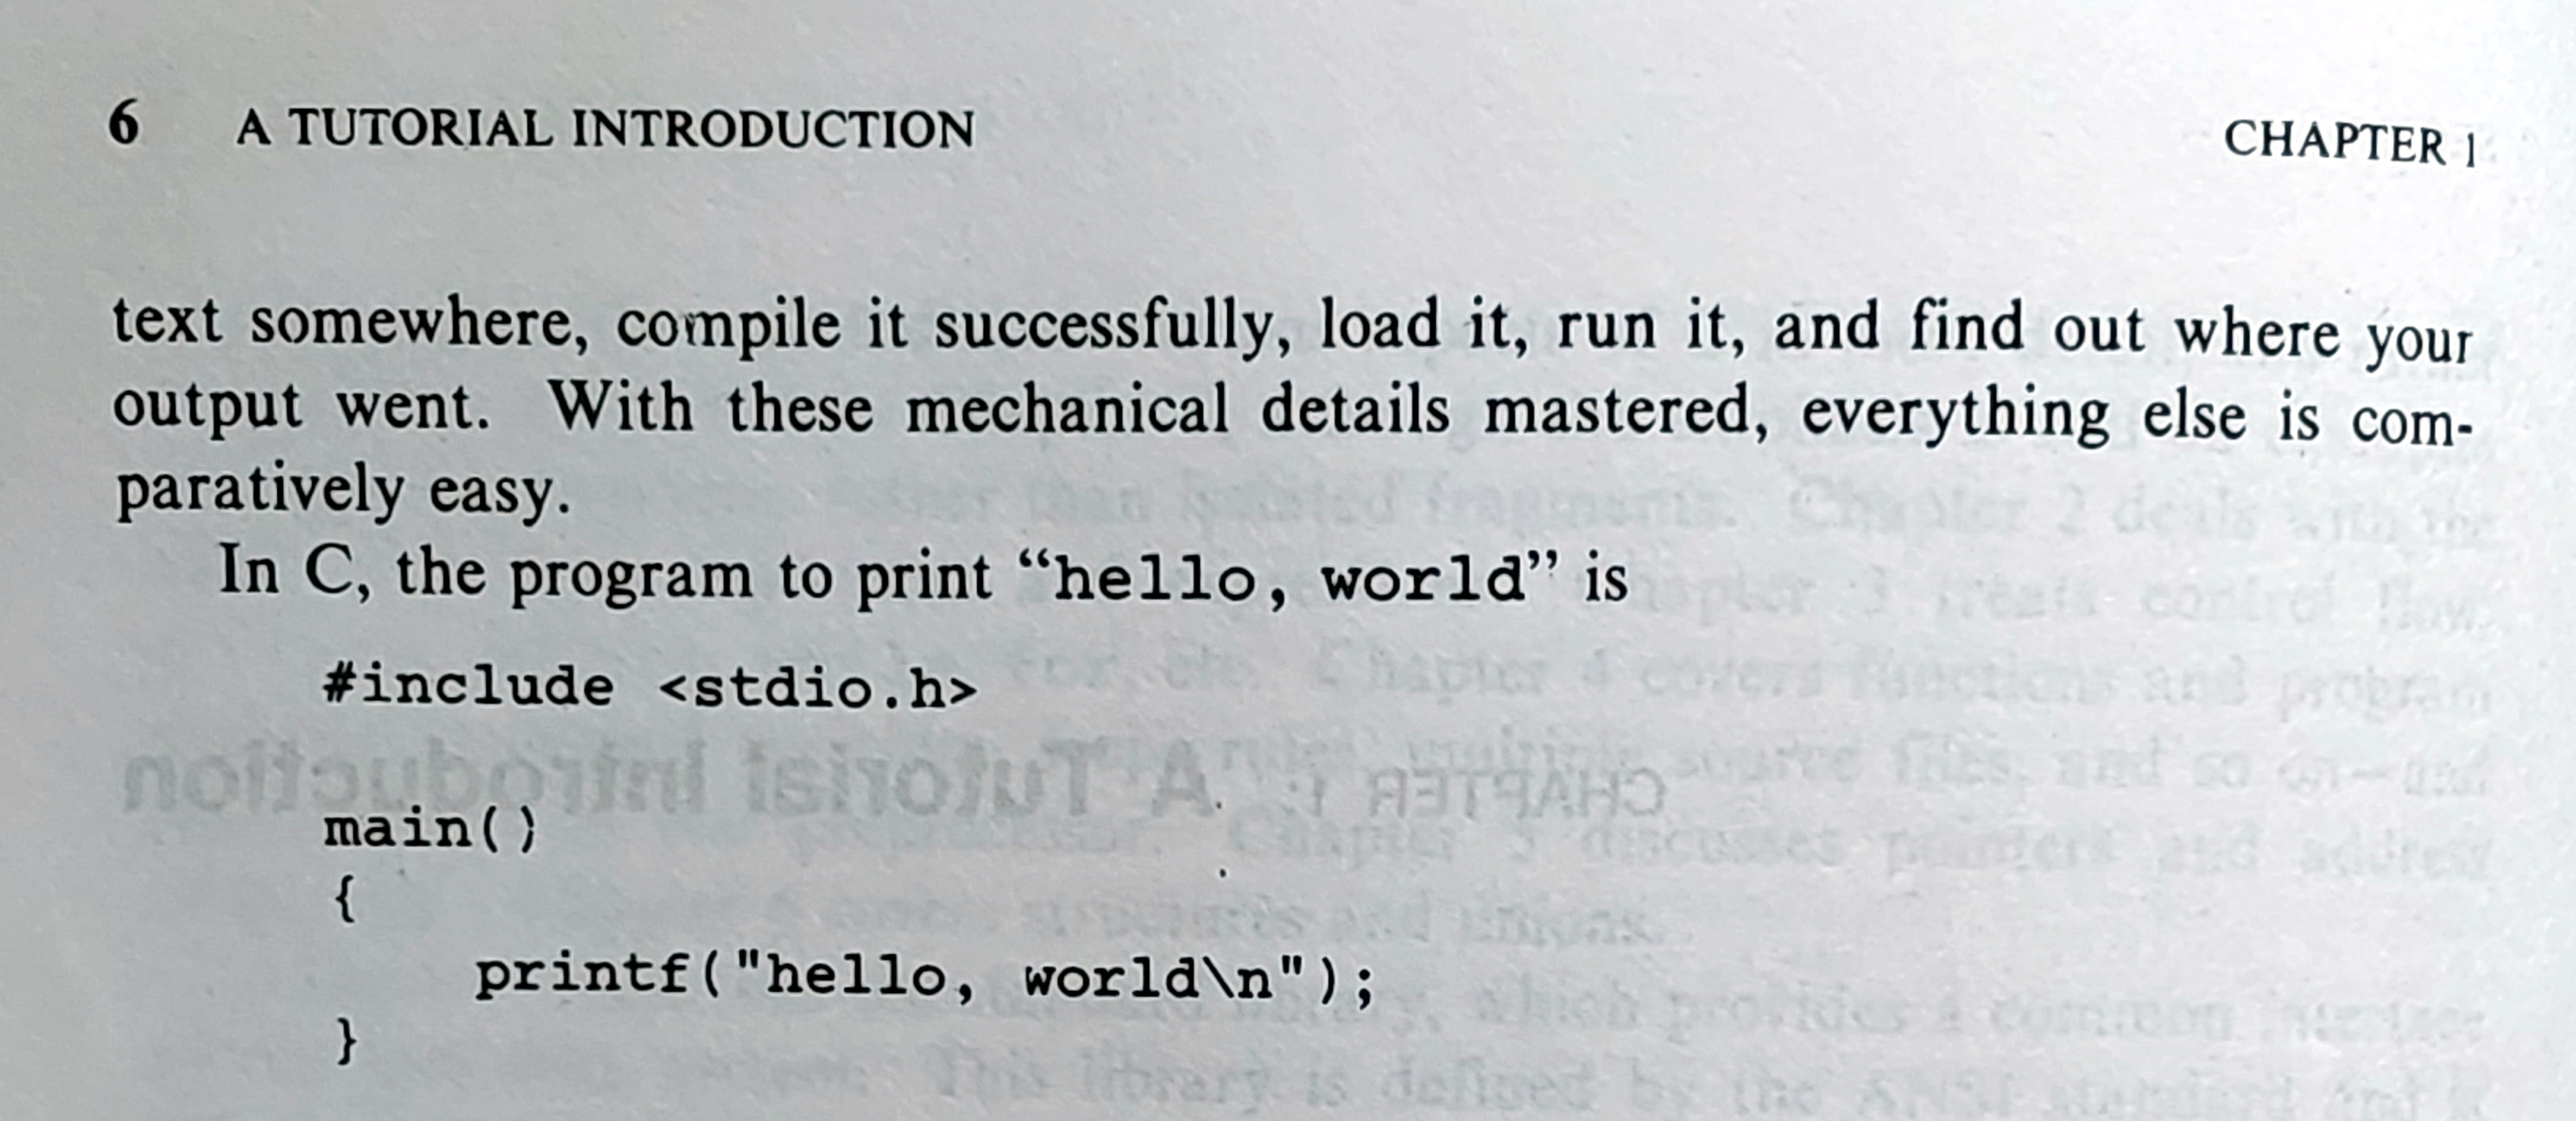 6 A TUTORIAL INTRODUCTION CHAPTER 1
text somewhere, compile it successfully, load it, run it, and find out where your
output went. With these mechanical details mastered, everything else is com-
paratively easy.
In C, the program to print “hello, world” is
#include <stdio.h>
main()
{
printf("hello, world\n");
}